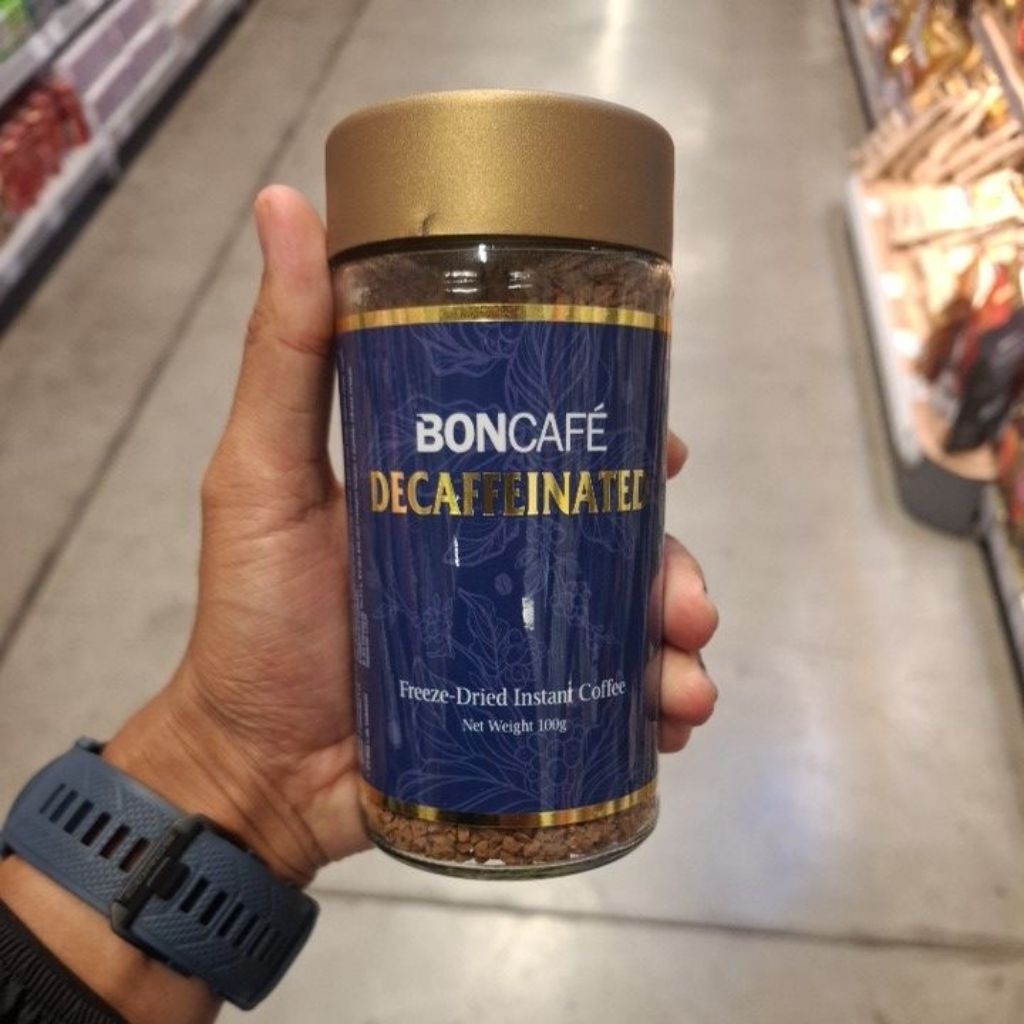 BONCAFÉ
DECAFFEINATED
Freeze-Dried Instant Coffee
Net Weight 100g